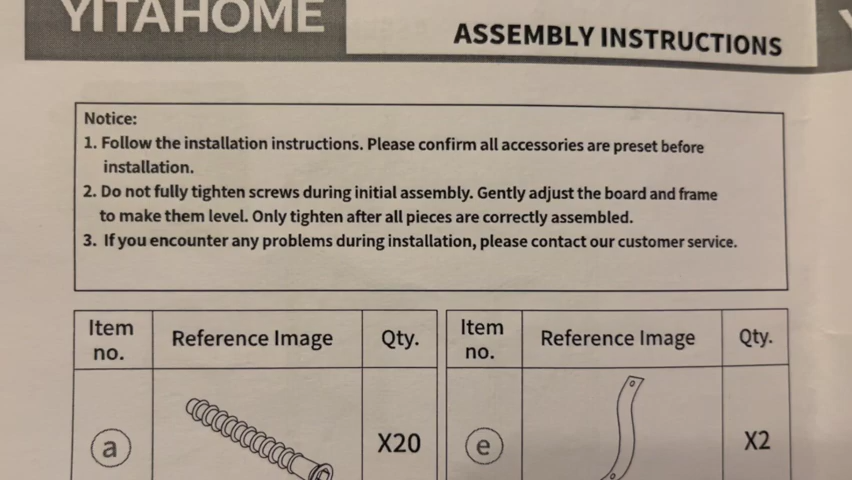 YITAHOME
ASSEMBLY INSTRUCTIONS
Notice:
1. Follow the installation instructions. Please confirm all accessories are preset before
installation.
2. Do not fully tighten screws during initial assembly. Gently adjust the board and frame
to make them level. Only tighten after all pieces are correctly assembled.
3. If you encounter any problems during installation, please contact our customer service.
Item no. Reference Image Qty. Item no. Reference Image Qty.
a X20 e X2